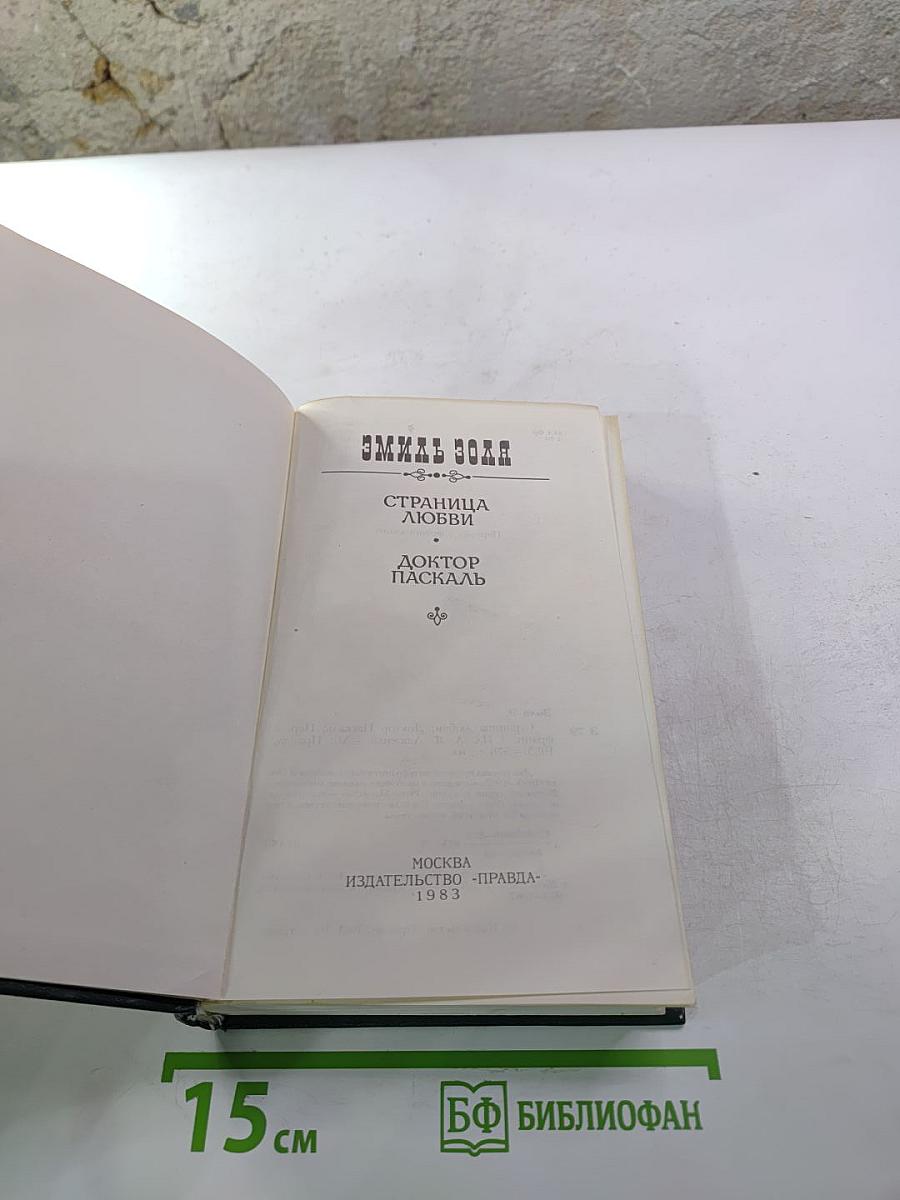 ЭМИЛЬ ЗОЛЯ
СТРАНИЦА
ЛЮБВИ
ДОКТОР
ПАСКАЛЬ
МОСКВА
ИЗДАТЕЛЬСТВО «ПРАВДА»
1983
15 см
БФ БИБЛИОФАН